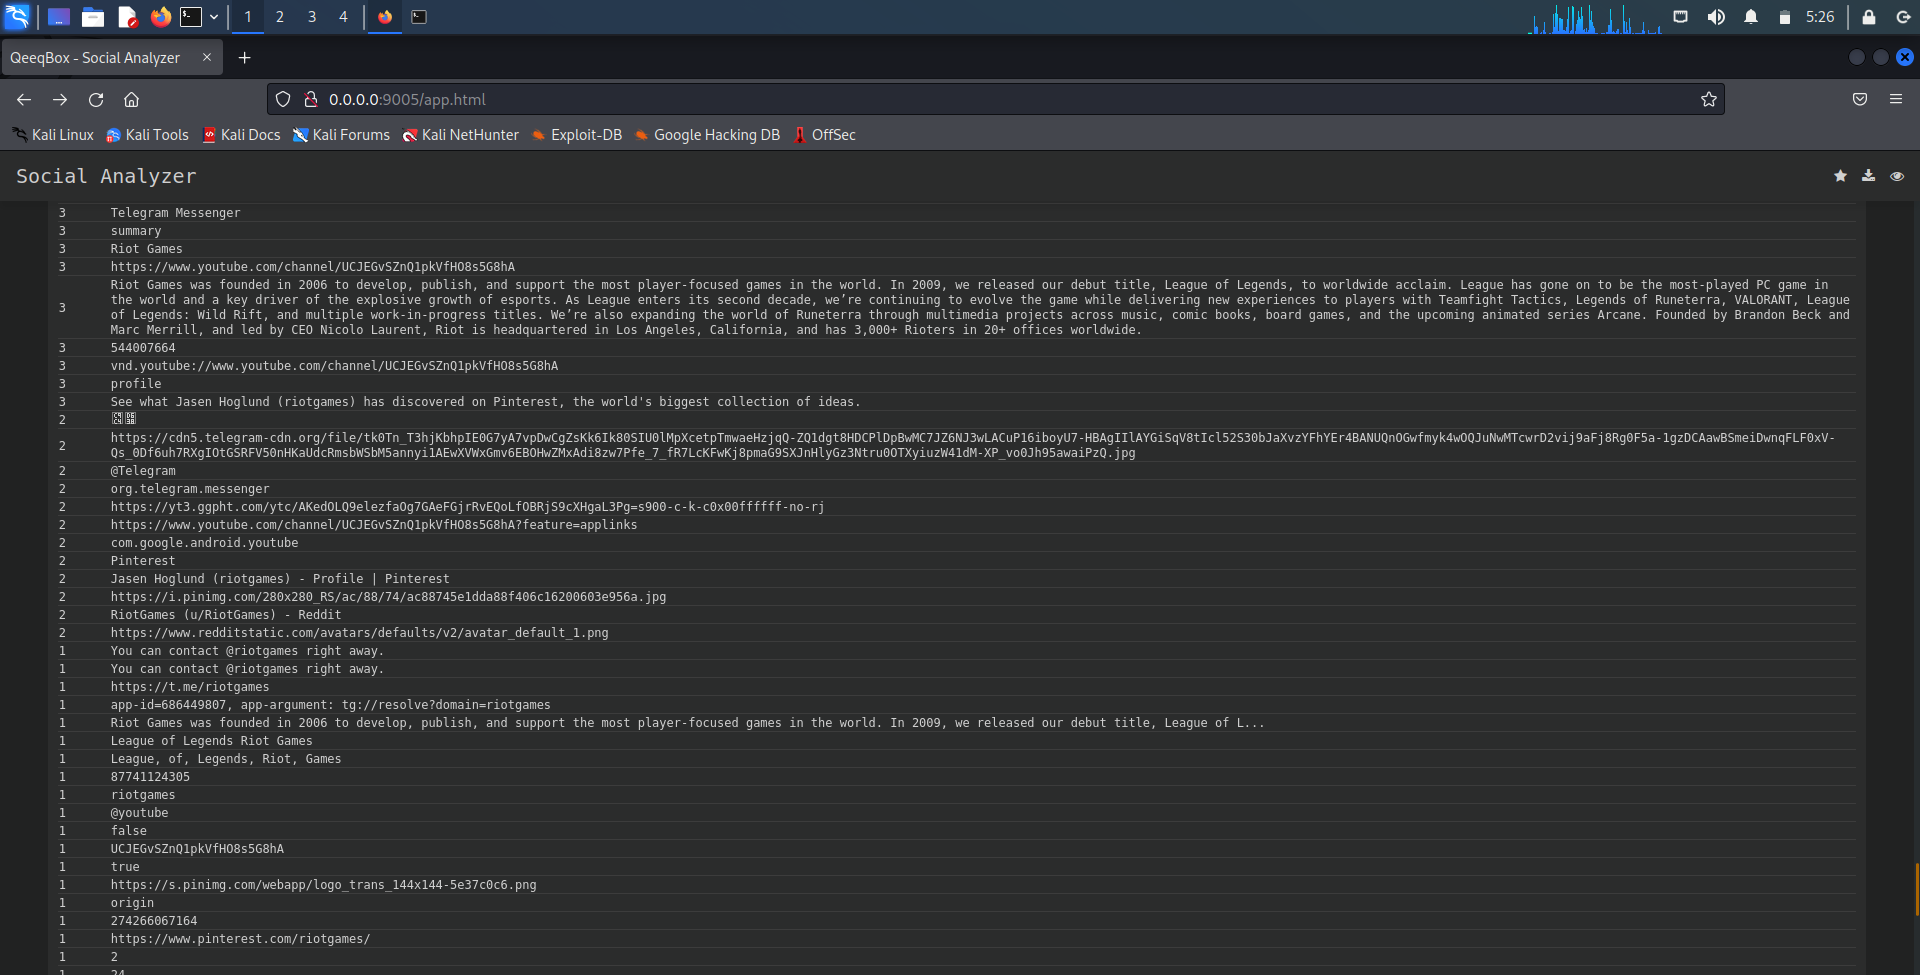 1 2 3 4 5:26
QeeqBox - Social Analyzer
0.0.0.0:9005/app.html
Kali Linux Kali Tools Kali Docs Kali Forums Kali NetHunter Exploit-DB Google Hacking DB OffSec
Social Analyzer
3 Telegram Messenger
3 summary
3 Riot Games
3 https://www.youtube.com/channel/UCJEGvSZnQ1pkVfHO8s5G8hA
3 Riot Games was founded in 2006 to develop, publish, and support the most player-focused games in the world. In 2009, we released our debut title, League of Legends, to worldwide acclaim. League has gone on to be the most-played PC game in
the world and a key driver of the explosive growth of esports. As League enters its second decade, we’re continuing to evolve the game while delivering new experiences to players with Teamfight Tactics, Legends of Runeterra, VALORANT, League
of Legends: Wild Rift, and multiple work-in-progress titles. We’re also expanding the world of Runeterra through multimedia projects across music, comic books, board games, and the upcoming animated series Arcane. Founded by Brandon Beck and
Marc Merrill, and led by CEO Nicolo Laurent, Riot is headquartered in Los Angeles, California, and has 3,000+ Rioters in 20+ offices worldwide.
3 544007664
3 vnd.youtube://www.youtube.com/channel/UCJEGvSZnQ1pkVfHO8s5G8hA
3 profile
3 See what Jasen Hoglund (riotgames) has discovered on Pinterest, the world's biggest collection of ideas.
2
2 https://cdn5.telegram-cdn.org/file/tk0Tn_T3hjKbhpIE0G7yA7vpDwCgZsKk6Ik80SIU0lMpXcetpTmwaeHzjqQ-ZQ1dgt8HDCPlDpBwMC7JZ6NJ3wLACuP16iboyU7-HBAgIIlAYGiSqV8tIcl52S30bJaXvzYFhYEr4BANUQnOGwfmyk4wOQJuNwMTcwrD2vij9aFj8Rg0F5a-1gzDCAawBSmeiDwnqFLF0xV-
Qs_0Df6uh7RXgIOtGSRFV50nHKaUdcRmsbWSbM5annyi1AEwXVWxGmv6EBOHwZMxAdi8zw7Pfe_7_fR7LcKFwKj8pmaG9SXJnHlyGz3Ntru0OTXyiuzW41dM-XP_vo0Jh95awaiPzQ.jpg
2 @Telegram
2 org.telegram.messenger
2 https://yt3.ggpht.com/ytc/AKedOLQ9elezfaOg7GAeFGjrRvEQoLfOBRjS9cXHgaL3Pg=s900-c-k-c0x00ffffff-no-rj
2 https://www.youtube.com/channel/UCJEGvSZnQ1pkVfHO8s5G8hA?feature=applinks
2 com.google.android.youtube
2 Pinterest
2 Jasen Hoglund (riotgames) - Profile | Pinterest
2 https://i.pinimg.com/280x280_RS/ac/88/74/ac88745e1dda88f406c16200603e956a.jpg
2 RiotGames (u/RiotGames) - Reddit
2 https://www.redditstatic.com/avatars/defaults/v2/avatar_default_1.png
1 You can contact @riotgames right away.
1 You can contact @riotgames right away.
1 https://t.me/riotgames
1 app-id=686449807, app-argument: tg://resolve?domain=riotgames
1 Riot Games was founded in 2006 to develop, publish, and support the most player-focused games in the world. In 2009, we released our debut title, League of L...
1 League of Legends Riot Games
1 League, of, Legends, Riot, Games
1 87741124305
1 riotgames
1 @youtube
1 false
1 UCJEGvSZnQ1pkVfHO8s5G8hA
1 true
1 https://s.pinimg.com/webapp/logo_trans_144x144-5e37c0c6.png
1 origin
1 274266067164
1 https://www.pinterest.com/riotgames/
1 2
1 24